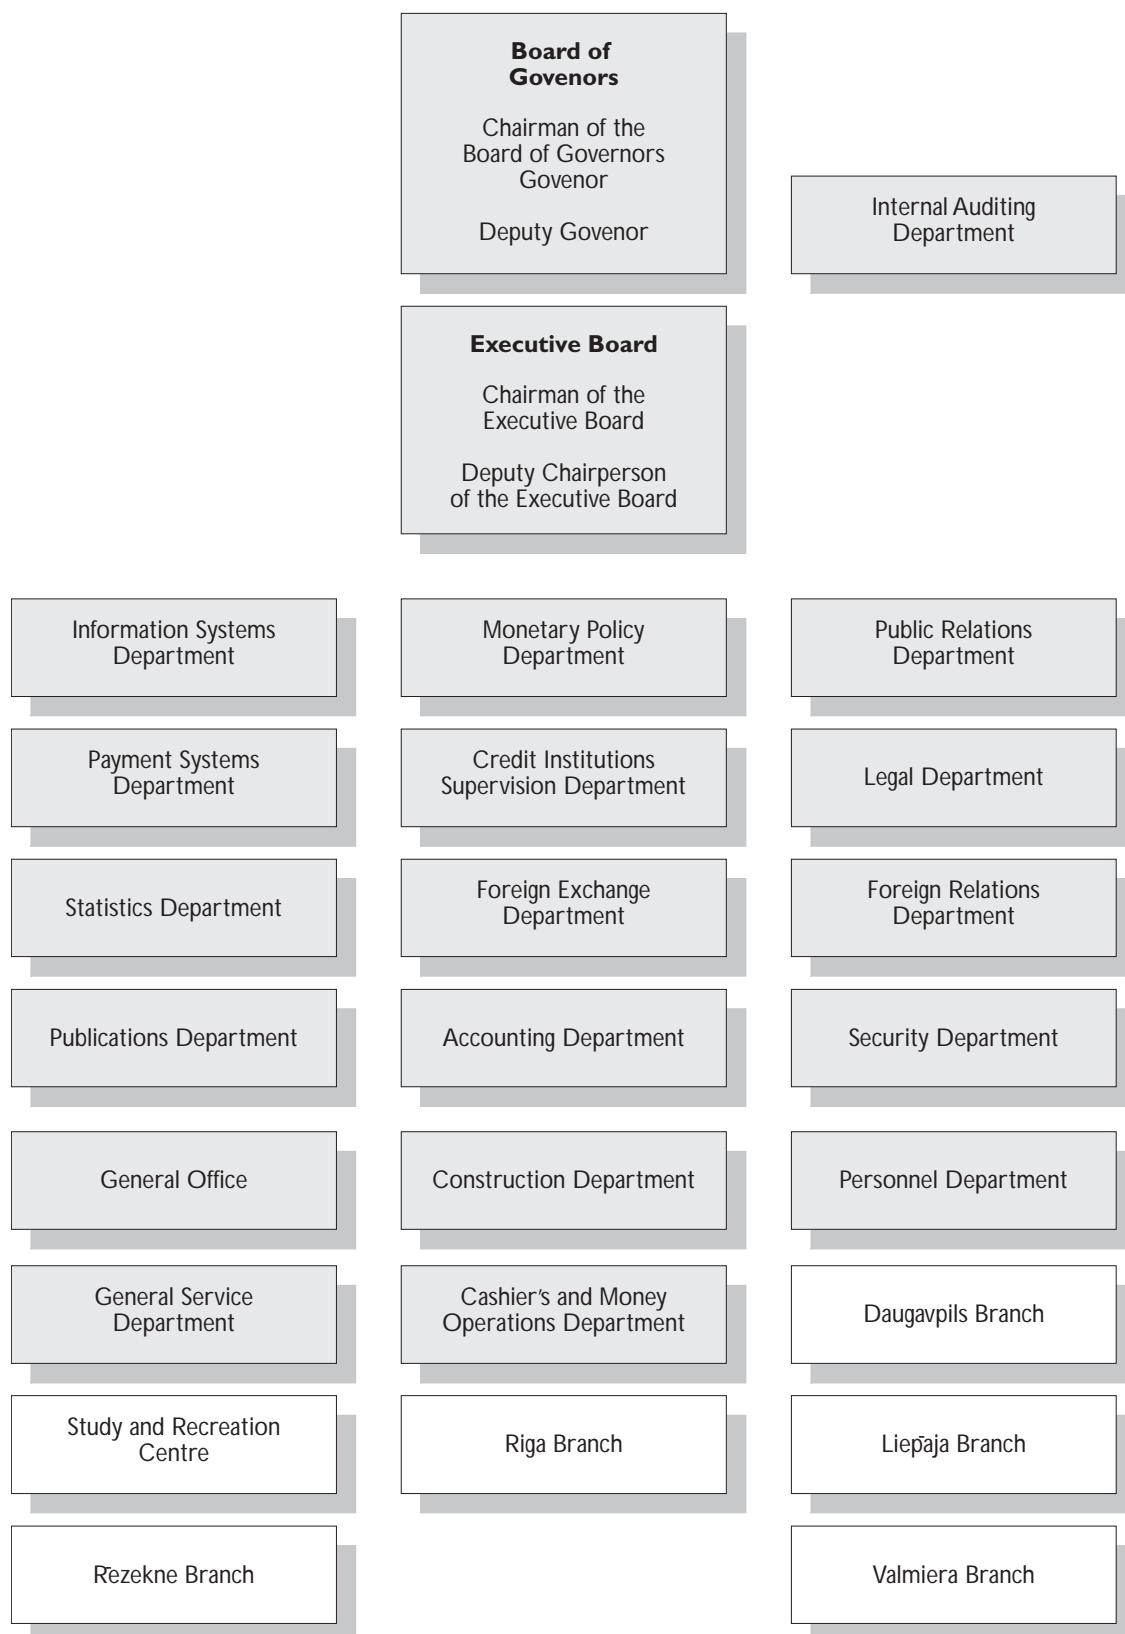 Board of
Govenors
Chairman of the
Board of Governors
Govenor
Deputy Govenor
Internal Auditing
Department
Executive Board
Chairman of the
Executive Board
Deputy Chairperson
of the Executive Board
Information Systems
Department
Monetary Policy
Department
Public Relations
Department
Payment Systems
Department
Credit Institutions
Supervision Department
Legal Department
Statistics Department
Foreign Exchange
Department
Foreign Relations
Department
Publications Department
Accounting Department
Security Department
General Office
Construction Department
Personnel Department
General Service
Department
Cashier's and Money
Operations Department
Daugavpils Branch
Study and Recreation
Centre
Riga Branch
Liepāja Branch
Rēzekne Branch
Valmiera Branch